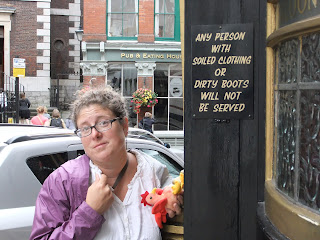 PUB & EATING HOUSE
ANY PERSON
WITH
SOILED CLOTHING
OR
DIRTY BOOTS
WILL NOT
BE SERVED